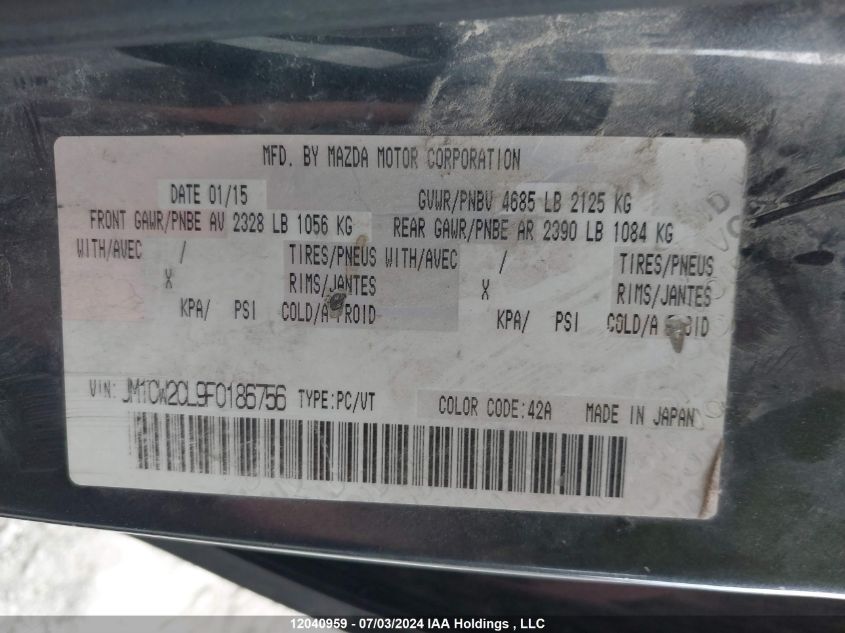 MFD. BY MAZDA MOTOR CORPORATION
DATE 01/15 GVWR/PNBV 4685 LB 2125 KG
FRONT GAWR/PNBE AV 2328 LB 1056 KG REAR GAWR/PNBE AR 2390 LB 1084 KG
WITH/AVEC / TIRES/PNEUS WITH/AVEC / TIRES/PNEUS
X RIMS/JANTES X RIMS/JANTES
KPA/ PSI COLD/A FROID KPA/ PSI COLD/A FROID
VIN: JM1CW2CL9F0186756 TYPE:PC/VT COLOR CODE:42A MADE IN JAPAN
12040959 - 07/03/2024 IAA Holdings , LLC